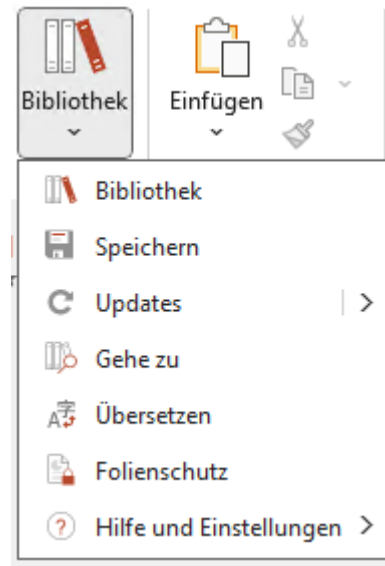 Bibliothek
Einfügen
Bibliothek
Speichern
Updates
Gehe zu
Übersetzen
Folienschutz
Hilfe und Einstellungen